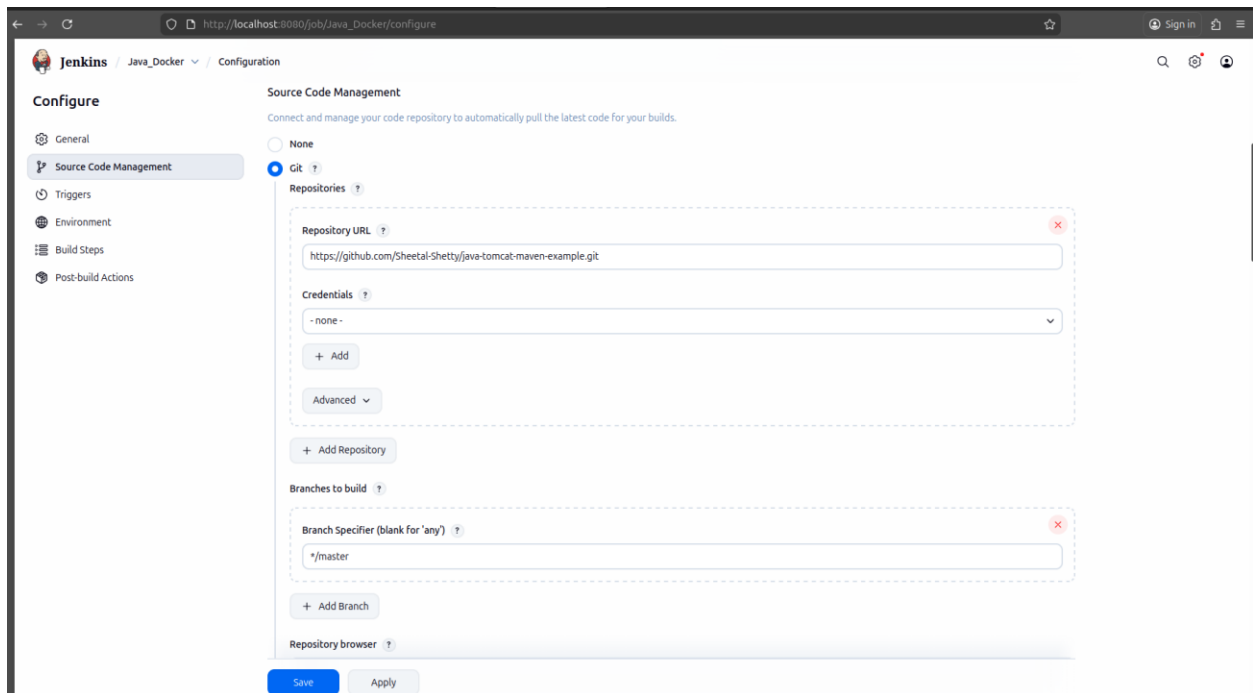 http://localhost:8080/job/Java_Docker/configure
Sign in
Jenkins / Java_Docker / Configuration
Configure
General
Source Code Management
Triggers
Environment
Build Steps
Post-build Actions
Source Code Management
Connect and manage your code repository to automatically pull the latest code for your builds.
None
Git ?
Repositories ?
Repository URL ?
https://github.com/Sheetal-Shetty/java-tomcat-maven-example.git
Credentials ?
- none -
+ Add
Advanced
+ Add Repository
Branches to build ?
Branch Specifier (blank for 'any') ?
*/master
+ Add Branch
Repository browser ?
Save
Apply